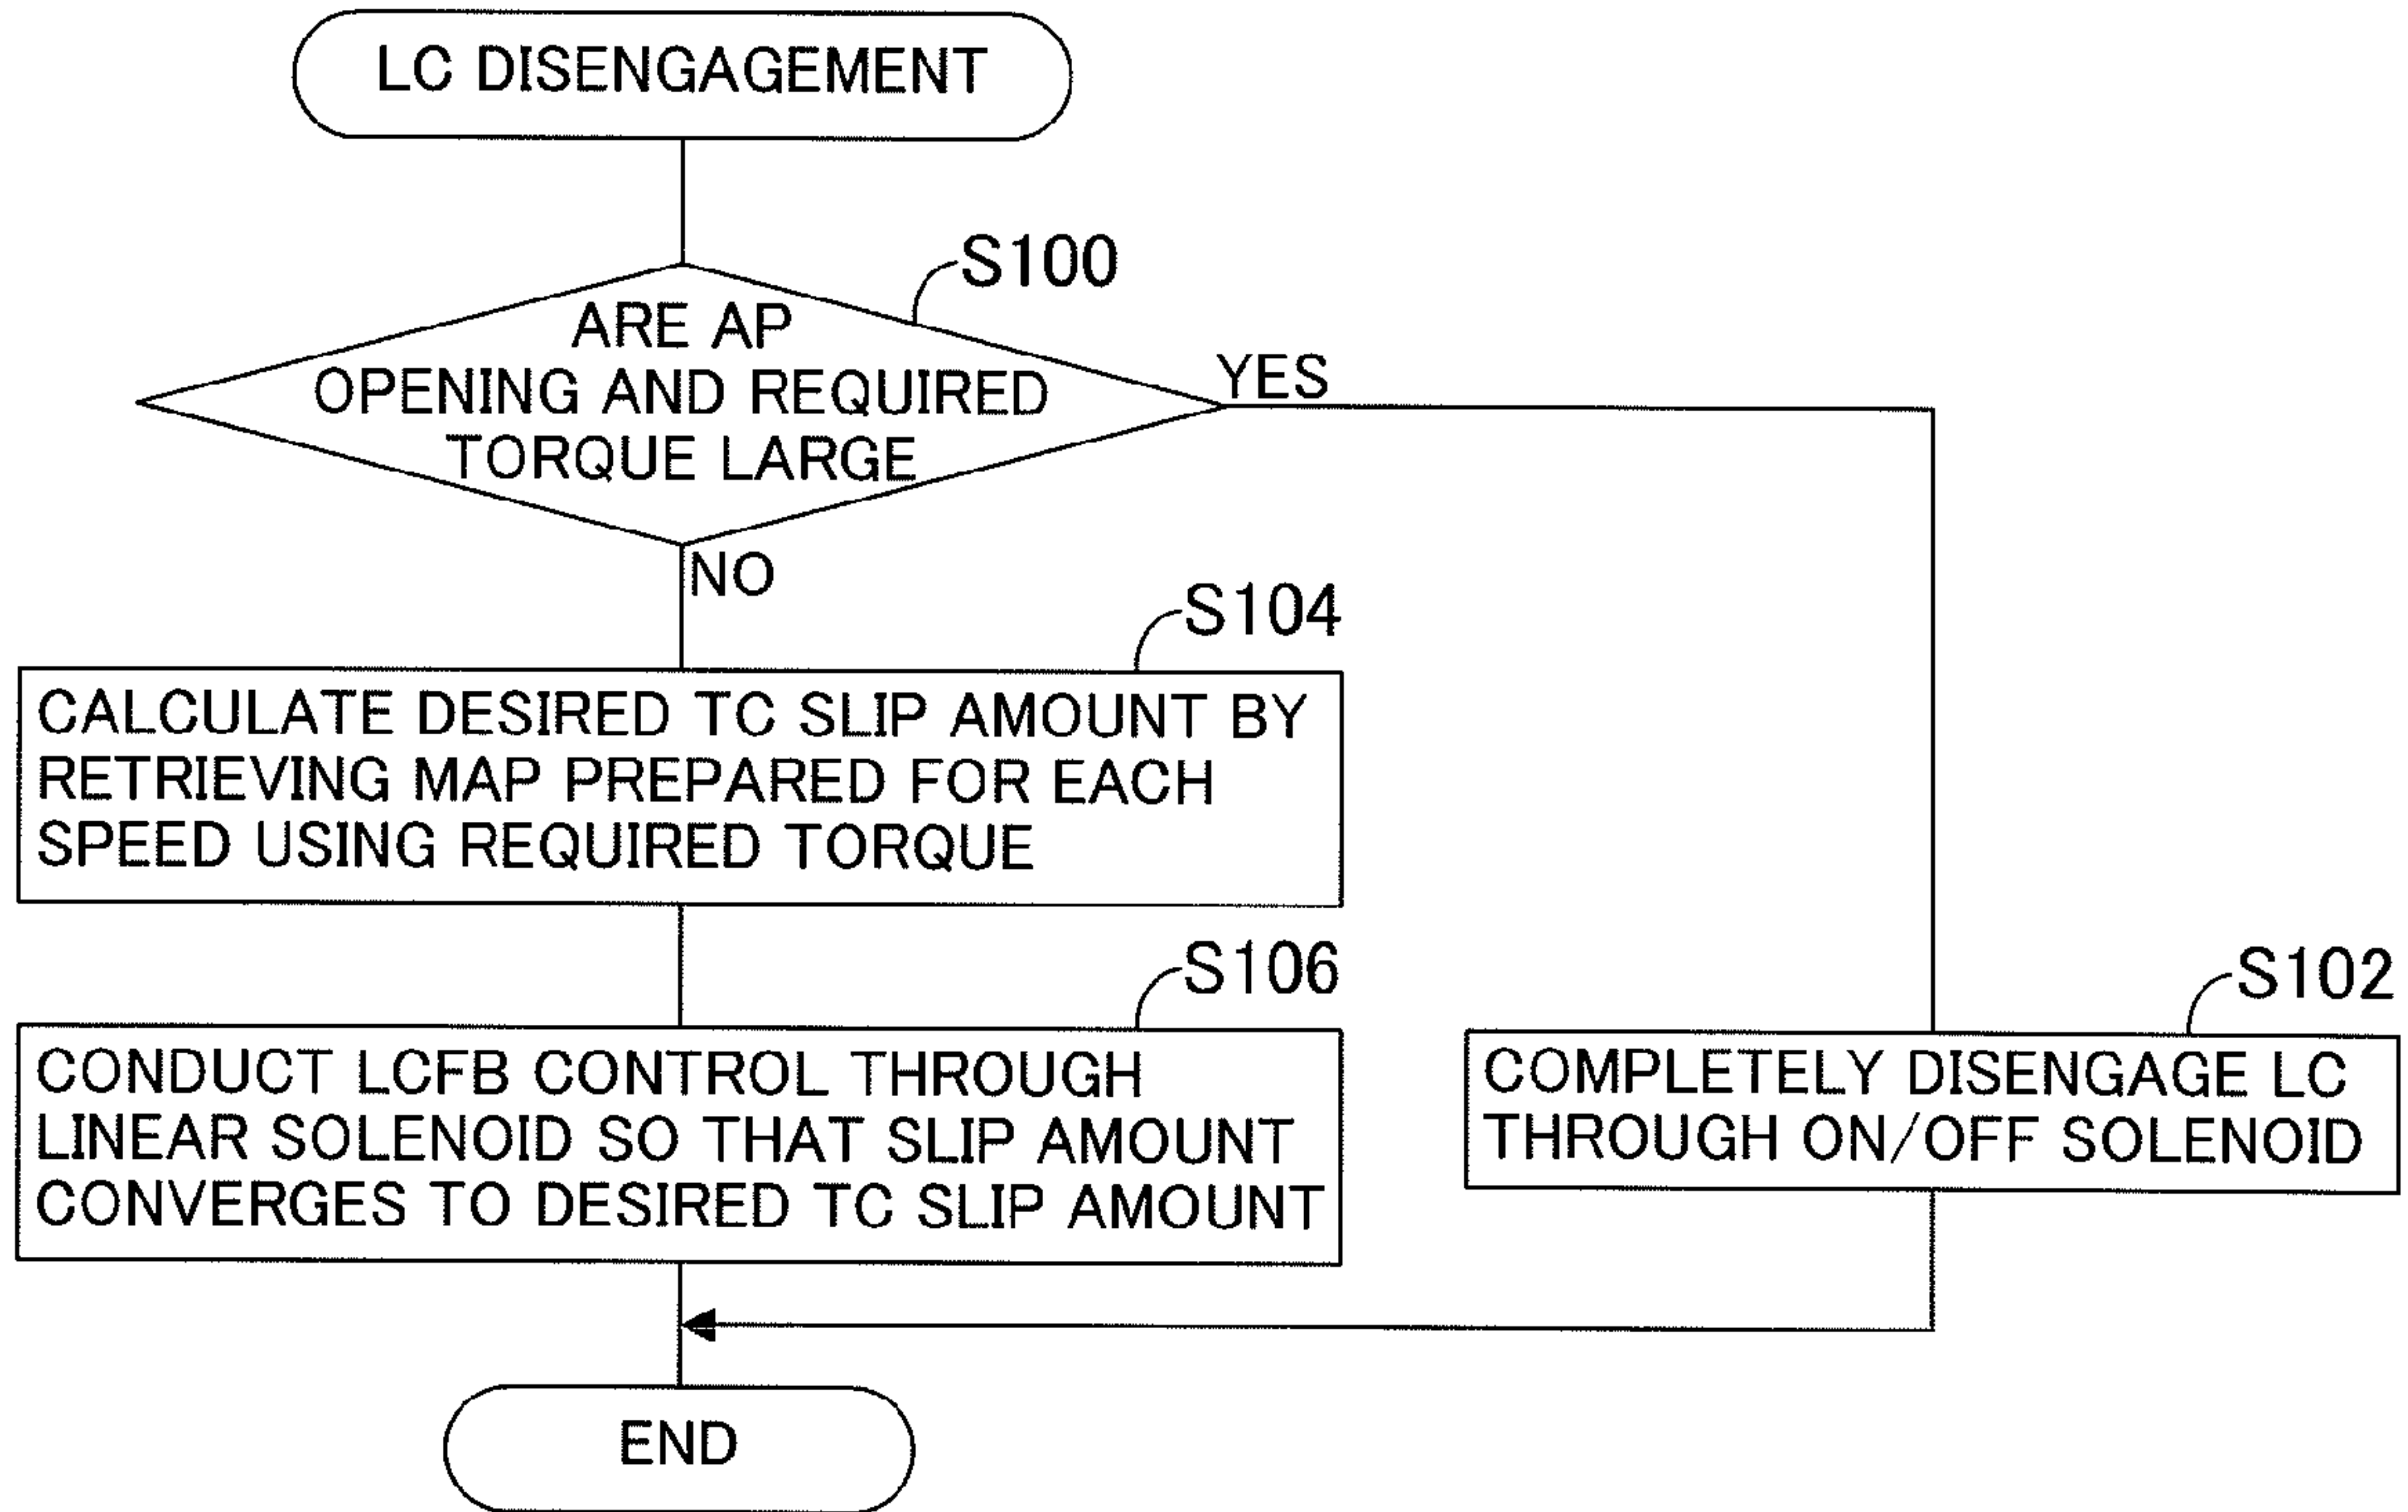 LC DISENGAGEMENT
S100
ARE AP
OPENING AND REQUIRED
TORQUE LARGE
YES
NO
S104
CALCULATE DESIRED TC SLIP AMOUNT BY
RETRIEVING MAP PREPARED FOR EACH
SPEED USING REQUIRED TORQUE
S106
CONDUCT LCFB CONTROL THROUGH
LINEAR SOLENOID SO THAT SLIP AMOUNT
CONVERGES TO DESIRED TC SLIP AMOUNT
S102
COMPLETELY DISENGAGE LC
THROUGH ON/OFF SOLENOID
END